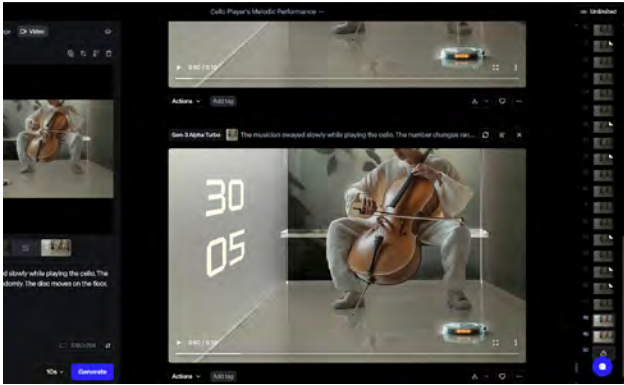 Cello Player's Melodic Performance
Unlimited
Video
0:00 / 0:10
Actions
Add tag
Gen-3 Alpha Turbo
The musician swayed slowly while playing the cello. The number changes ran...
30
05
d slowly while playing the cello. The
domly. The disc moves on the floor.
0:00 / 0:10
10s
Generate
Actions
Add tag